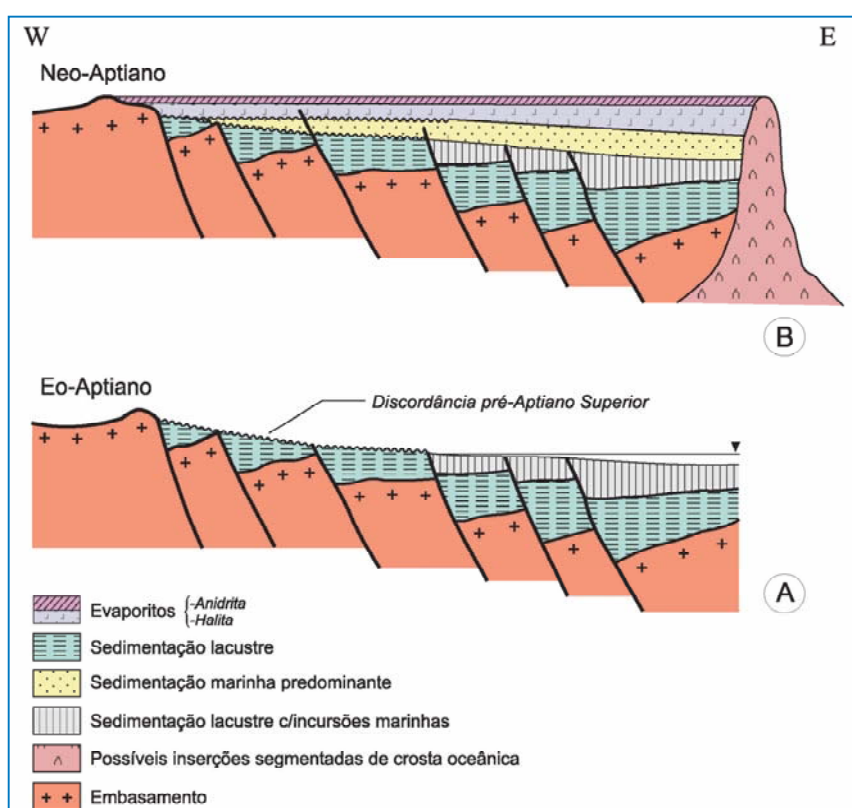 W
E
Neo-Aptiano
B
Eo-Aptiano
Discordância pré-Aptiano Superior
A
Evaporitos { -Anidrita
-Halita
Sedimentação lacustre
Sedimentação marinha predominante
Sedimentação lacustre c/incursões marinhas
Possíveis inserções segmentadas de crosta oceânica
Embasamento